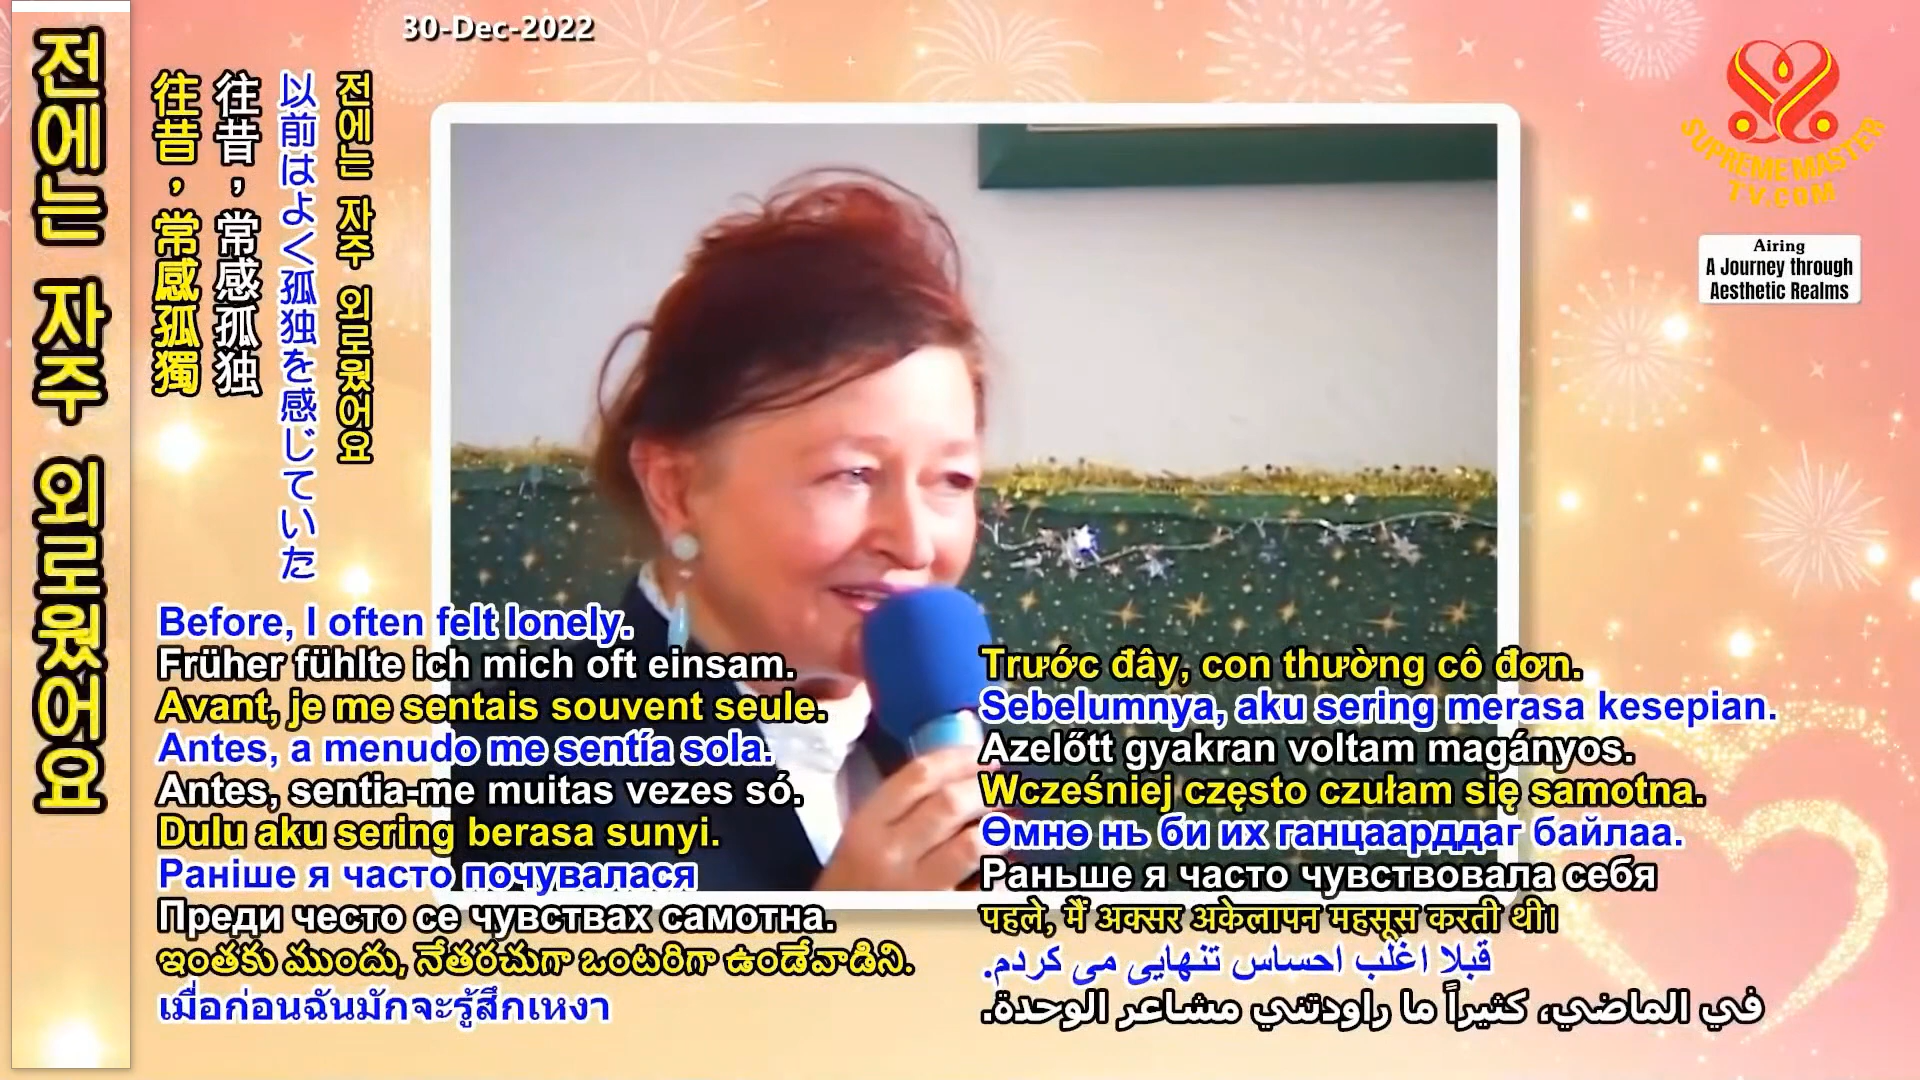 30-Dec-2022
전에는 자주 외로웠어요
往昔，常感孤獨
往昔，常感孤独
以前はよく孤独を感じていた
전에는 자주 외로웠어요
SUPREME MASTER
TV.COM
Airing
A Journey through
Aesthetic Realms
Before, I often felt lonely.
Früher fühlte ich mich oft einsam.
Avant, je me sentais souvent seule.
Antes, a menudo me sentía sola.
Antes, sentia-me muitas vezes só.
Dulu aku sering berasa sunyi.
Раніше я часто почувалася
Преди често се чувствах самотна.
ఇంతకు ముందు, నేతరచుగా ఒంటరిగా ఉండేవాడిని.
เมื่อก่อนฉันมักจะรู้สึกเหงา
Trước đây, con thường cô đơn.
Sebelumnya, aku sering merasa kesepian.
Azelőtt gyakran voltam magányos.
Wcześniej często czułam się samotna.
Өмнө нь би их ганцаарддаг байлаа.
Раньше я часто чувствовала себя
पहले, मैं अक्सर अकेलापन महसूस करती थी।
قبلا اغلب احساس تنهایی می کردم.
في الماضي، كثيراً ما راودتني مشاعر الوحدة.